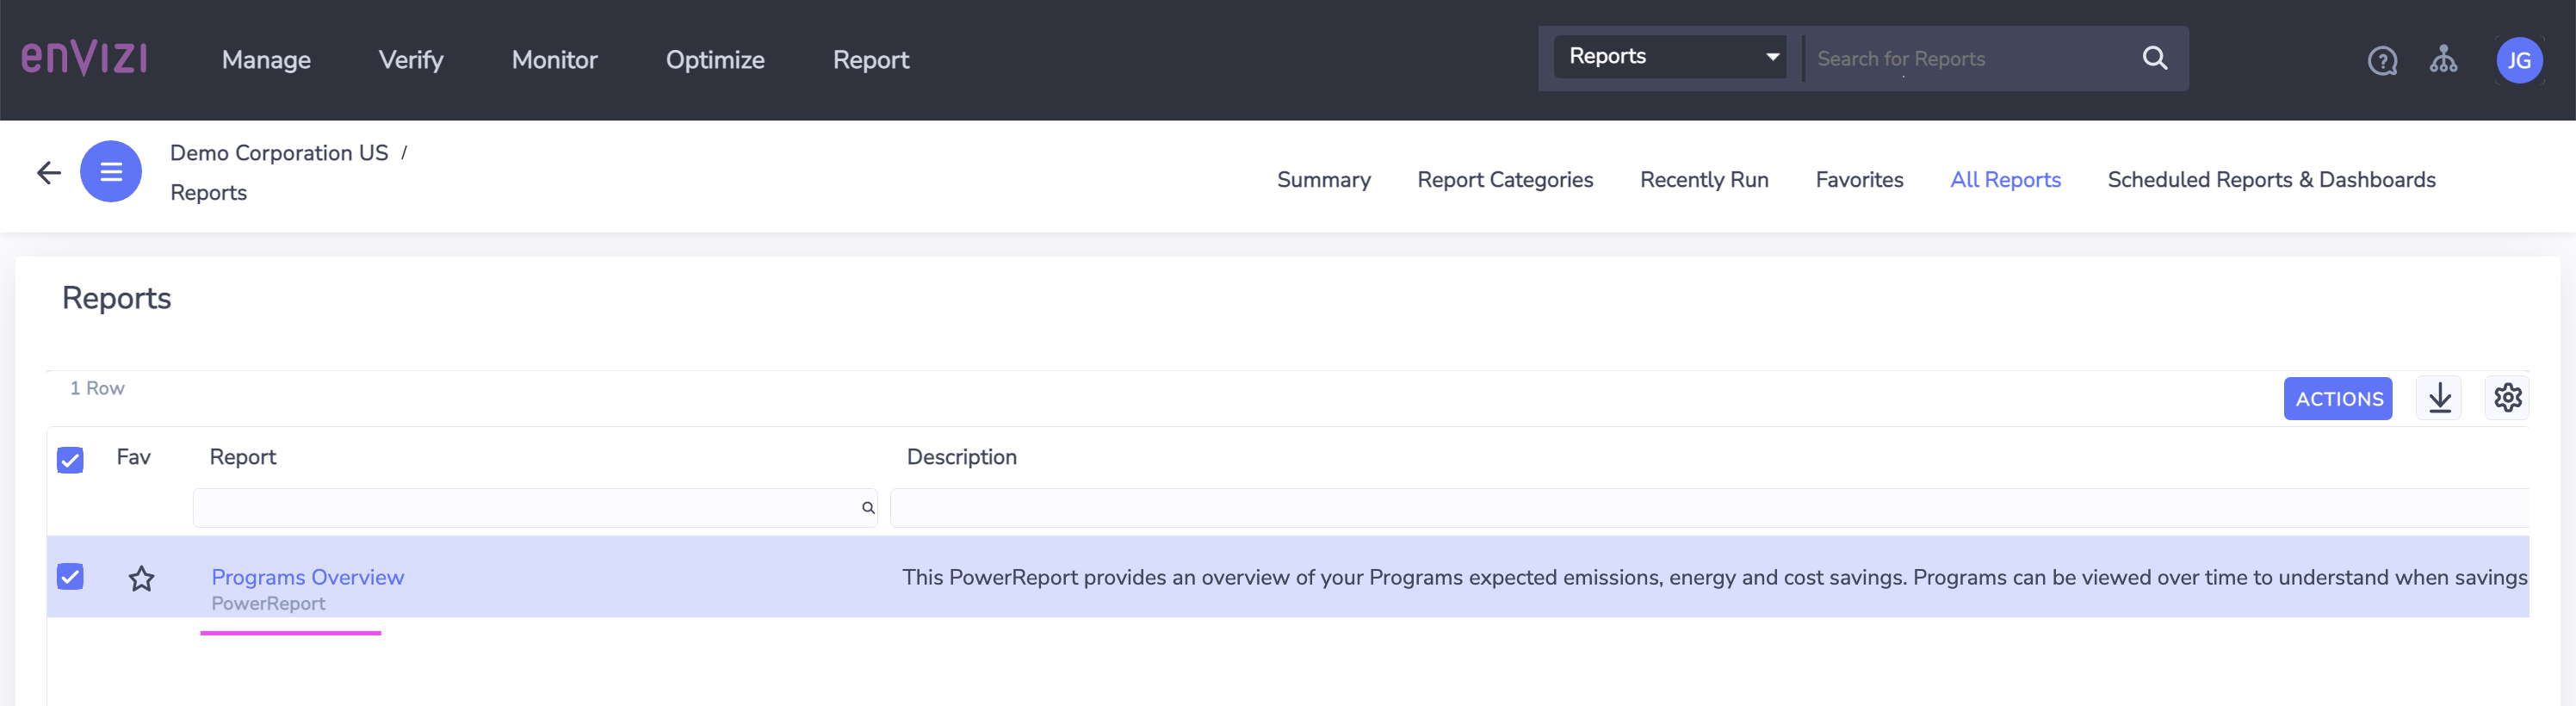 enVIZI
Manage Verify Monitor Optimize Report
Reports Search for Reports
JG
Demo Corporation US /
Reports
Summary Report Categories Recently Run Favorites All Reports Scheduled Reports & Dashboards
Reports
1 Row
ACTIONS
Fav Report Description
Programs Overview This PowerReport provides an overview of your Programs expected emissions, energy and cost savings. Programs can be viewed over time to understand when savings
PowerReport